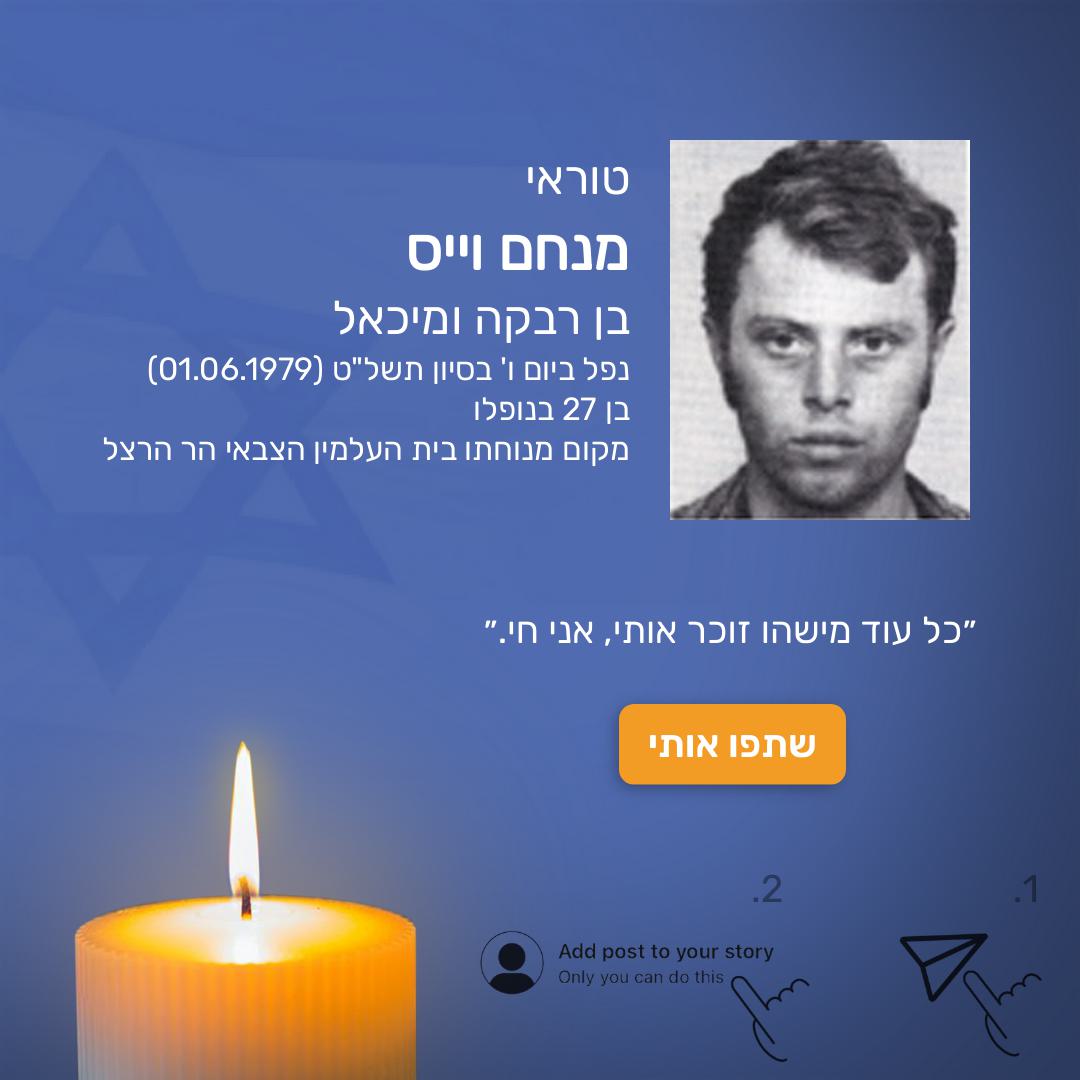 טוראי
מנחם וייס
בן רבקה ומיכאל
נפל ביום ו' בסיון תשל"ט (01.06.1979)
בן 27 בנופלו
מקום מנוחתו בית העלמין הצבאי הר הרצל
״כל עוד מישהו זוכר אותי, אני חי.״
שתפו אותי
.1
.2
Add post to your story
Only you can do this